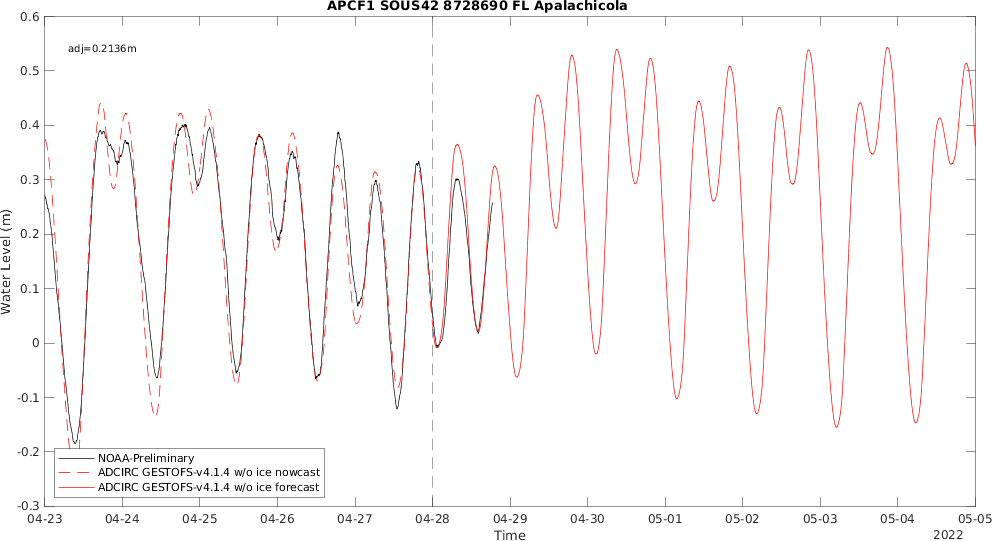 APCF1 SOUS42 8728690 FL Apalachicola
adj=0.2136m
0.6
0.5
0.4
0.3
0.2
0.1
0
-0.1
-0.2
-0.3
Water Level (m)
NOAA-Preliminary
ADCIRC GESTOFS-v4.1.4 w/o ice nowcast
ADCIRC GESTOFS-v4.1.4 w/o ice forecast
04-23 04-24 04-25 04-26 04-27 04-28 04-29 04-30 05-01 05-02 05-03 05-04 05-05
Time
2022